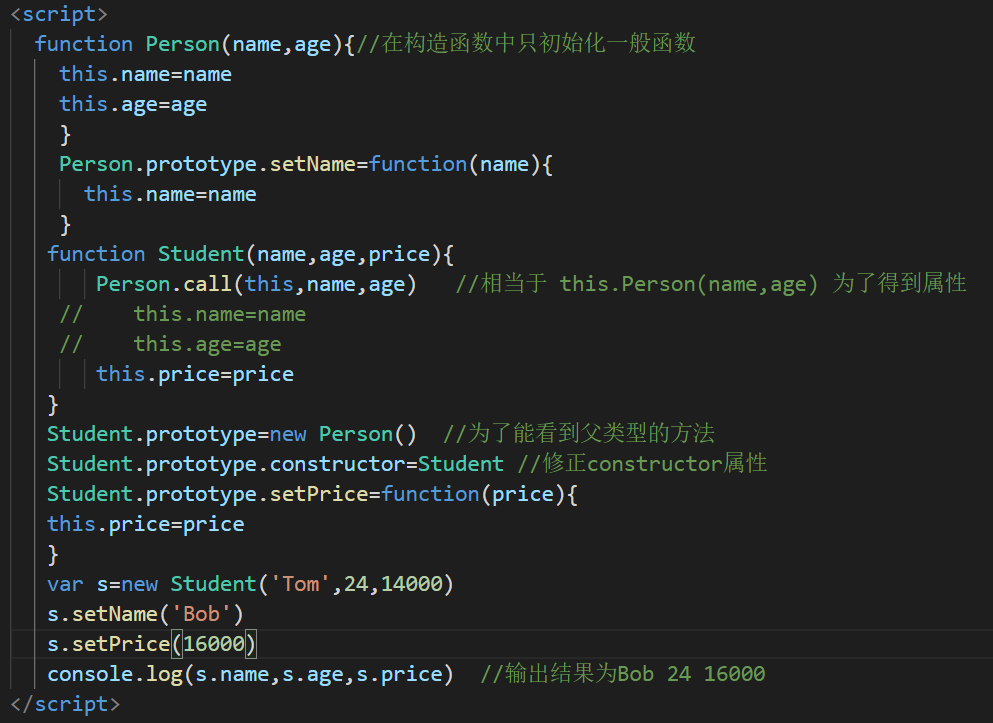 <script>
function Person(name,age){//在构造函数中只初始化一般函数
this.name=name
this.age=age
}
Person.prototype.setName=function(name){
this.name=name
}
function Student(name,age,price){
Person.call(this,name,age) //相当于 this.Person(name,age) 为了得到属性
// this.name=name
// this.age=age
this.price=price
}
Student.prototype=new Person() //为了能看到父类型的方法
Student.prototype.constructor=Student //修正constructor属性
Student.prototype.setPrice=function(price){
this.price=price
}
var s=new Student('Tom',24,14000)
s.setName('Bob')
s.setPrice(16000)
console.log(s.name,s.age,s.price) //输出结果为Bob 24 16000
</script>